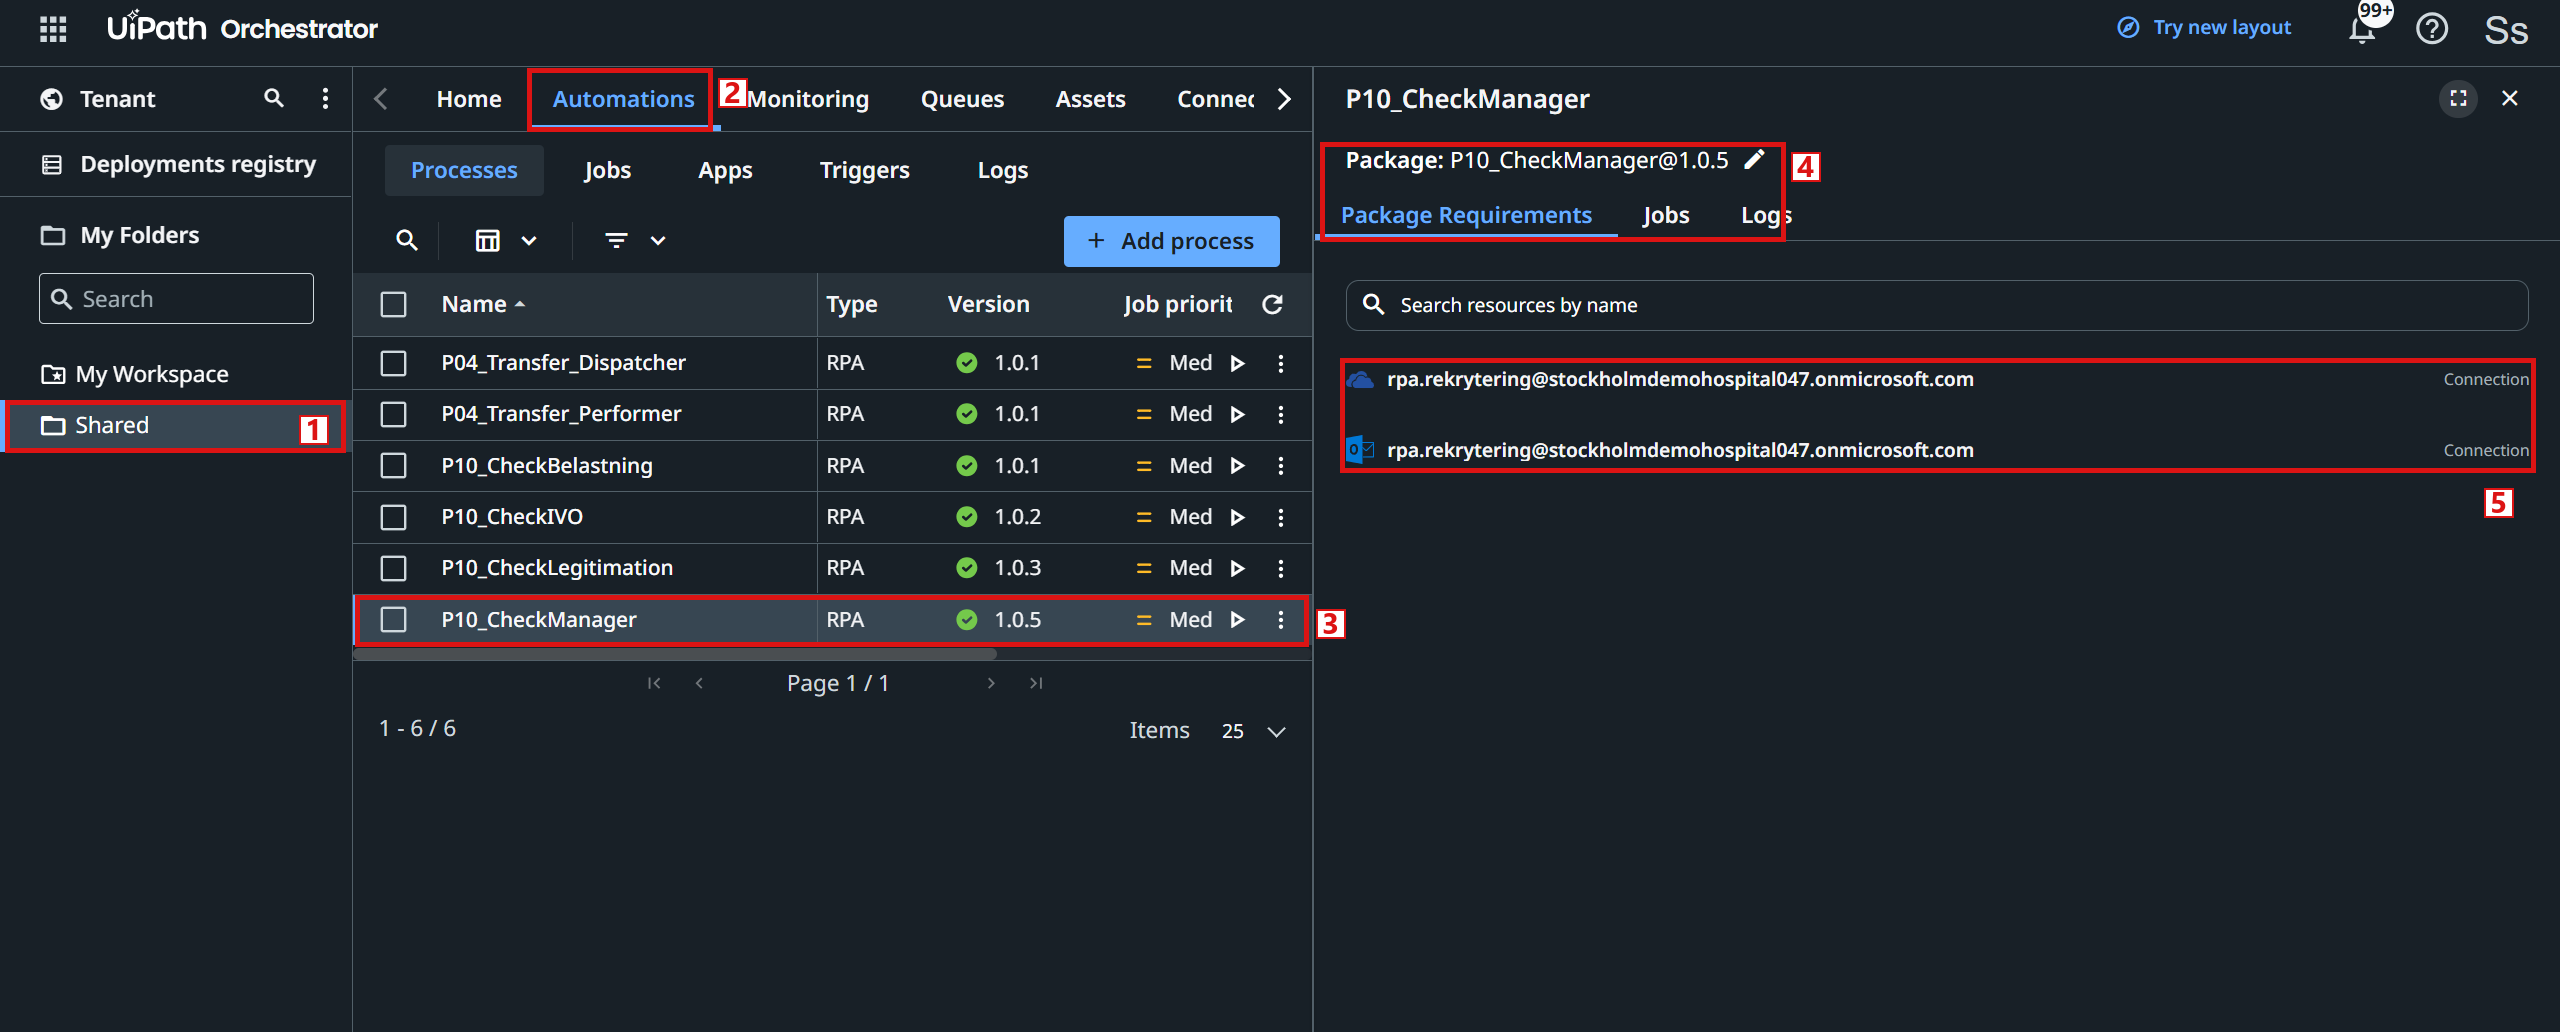 UiPath Orchestrator
Try new layout
99+
Ss
Tenant
Deployments registry
My Folders
Search
My Workspace
Shared
1
Home
Automations
2
Monitoring
Queues
Assets
Connec
Processes
Jobs
Apps
Triggers
Logs
+ Add process
Name
Type
Version
Job priorit
P04_Transfer_Dispatcher RPA 1.0.1 = Med
P04_Transfer_Performer RPA 1.0.1 = Med
P10_CheckBelastning RPA 1.0.1 = Med
P10_CheckIVO RPA 1.0.2 = Med
P10_CheckLegitimation RPA 1.0.3 = Med
P10_CheckManager RPA 1.0.5 = Med
3
Page 1 / 1
1 - 6 / 6
Items 25
P10_CheckManager
Package: P10_CheckManager@1.0.5
4
Package Requirements
Jobs
Logs
Search resources by name
rpa.rekrytering@stockholmdemohospital047.onmicrosoft.com Connection
rpa.rekrytering@stockholmdemohospital047.onmicrosoft.com Connection
5